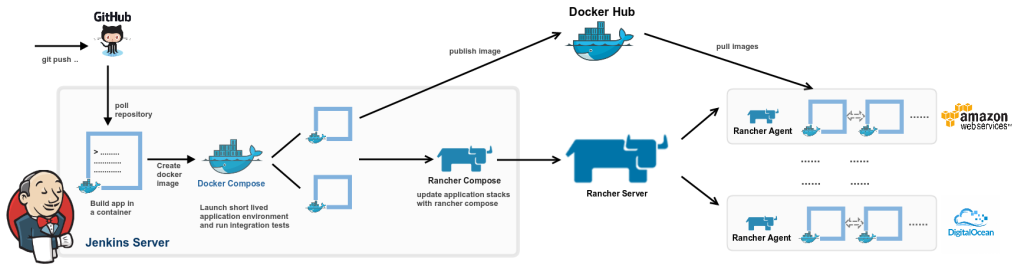 GitHub
git push ..
poll
repository
> .........
.............
.............
Build app in
a container
Jenkins Server
Create
docker
image
Docker Compose
Launch short lived
application environment
and run integration tests
publish image
Docker Hub
pull images
Rancher Compose
update application stacks
with rancher compose
Rancher Server
Rancher Agent
......
amazon
webservices™
...... ......
...... ......
Rancher Agent
......
DigitalOcean